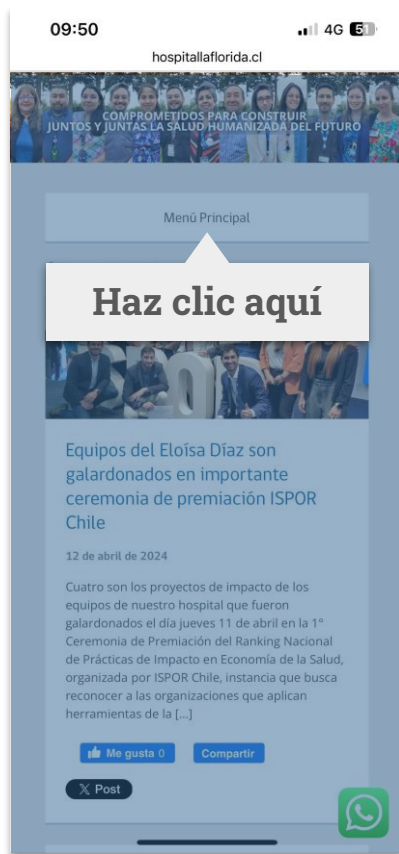 09:50
4G 51
hospitallaflorida.cl
COMPROMETIDOS PARA CONSTRUIR
JUNTOS Y JUNTAS LA SALUD HUMANIZADA DEL FUTURO
Menú Principal
Haz clic aquí
Equipos del Eloísa Díaz son
galardonados en importante
ceremonia de premiación ISPOR
Chile
12 de abril de 2024
Cuatro son los proyectos de impacto de los
equipos de nuestro hospital que fueron
galardonados el día jueves 11 de abril en la 1°
Ceremonia de Premiación del Ranking Nacional
de Prácticas de Impacto en Economía de la Salud,
organizada por ISPOR Chile, instancia que busca
reconocer a las organizaciones que aplican
herramientas de la [...]
Me gusta 0
Compartir
X Post